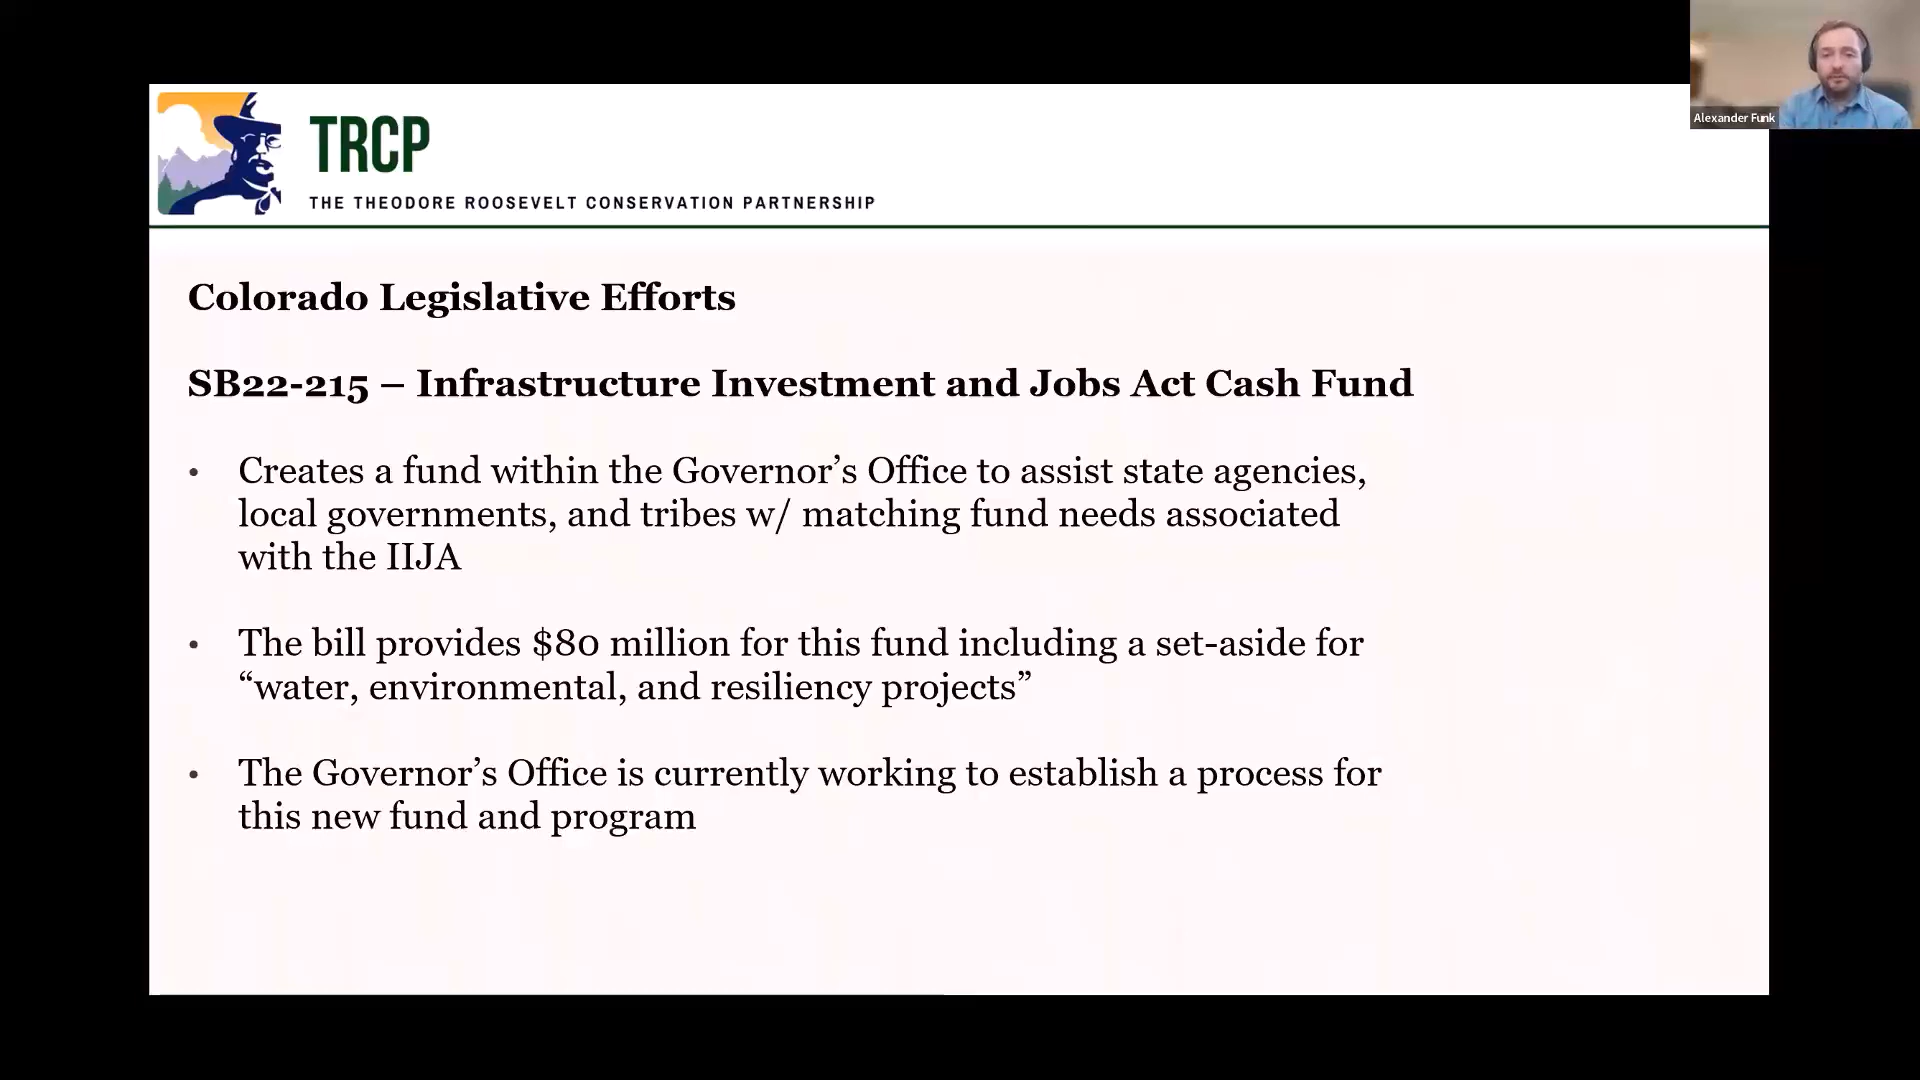 Alexander Funk
TRCP
THE THEODORE ROOSEVELT CONSERVATION PARTNERSHIP
Colorado Legislative Efforts
SB22-215 – Infrastructure Investment and Jobs Act Cash Fund
• Creates a fund within the Governor’s Office to assist state agencies,
local governments, and tribes w/ matching fund needs associated
with the IIJA
• The bill provides $80 million for this fund including a set-aside for
“water, environmental, and resiliency projects”
• The Governor’s Office is currently working to establish a process for
this new fund and program